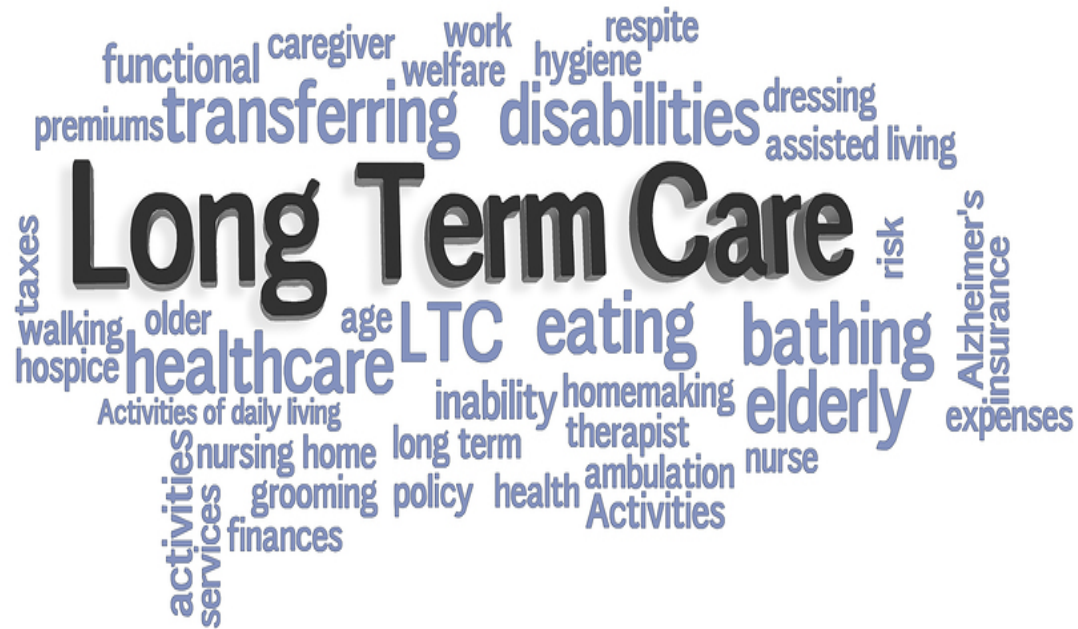 respite
work
caregiver
functional
welfare
hygiene
transferring
disabilities
dressing
premiums
assisted living
Long Term Care
taxes
risk
Alzheimer's
insurance
walking
older
age
LTC
eating
bathing
hospice
healthcare
inability
homemaking
elderly
expenses
Activities of daily living
therapist
activities
nursing home
long term
nurse
ambulation
grooming
policy
health
Activities
services
finances